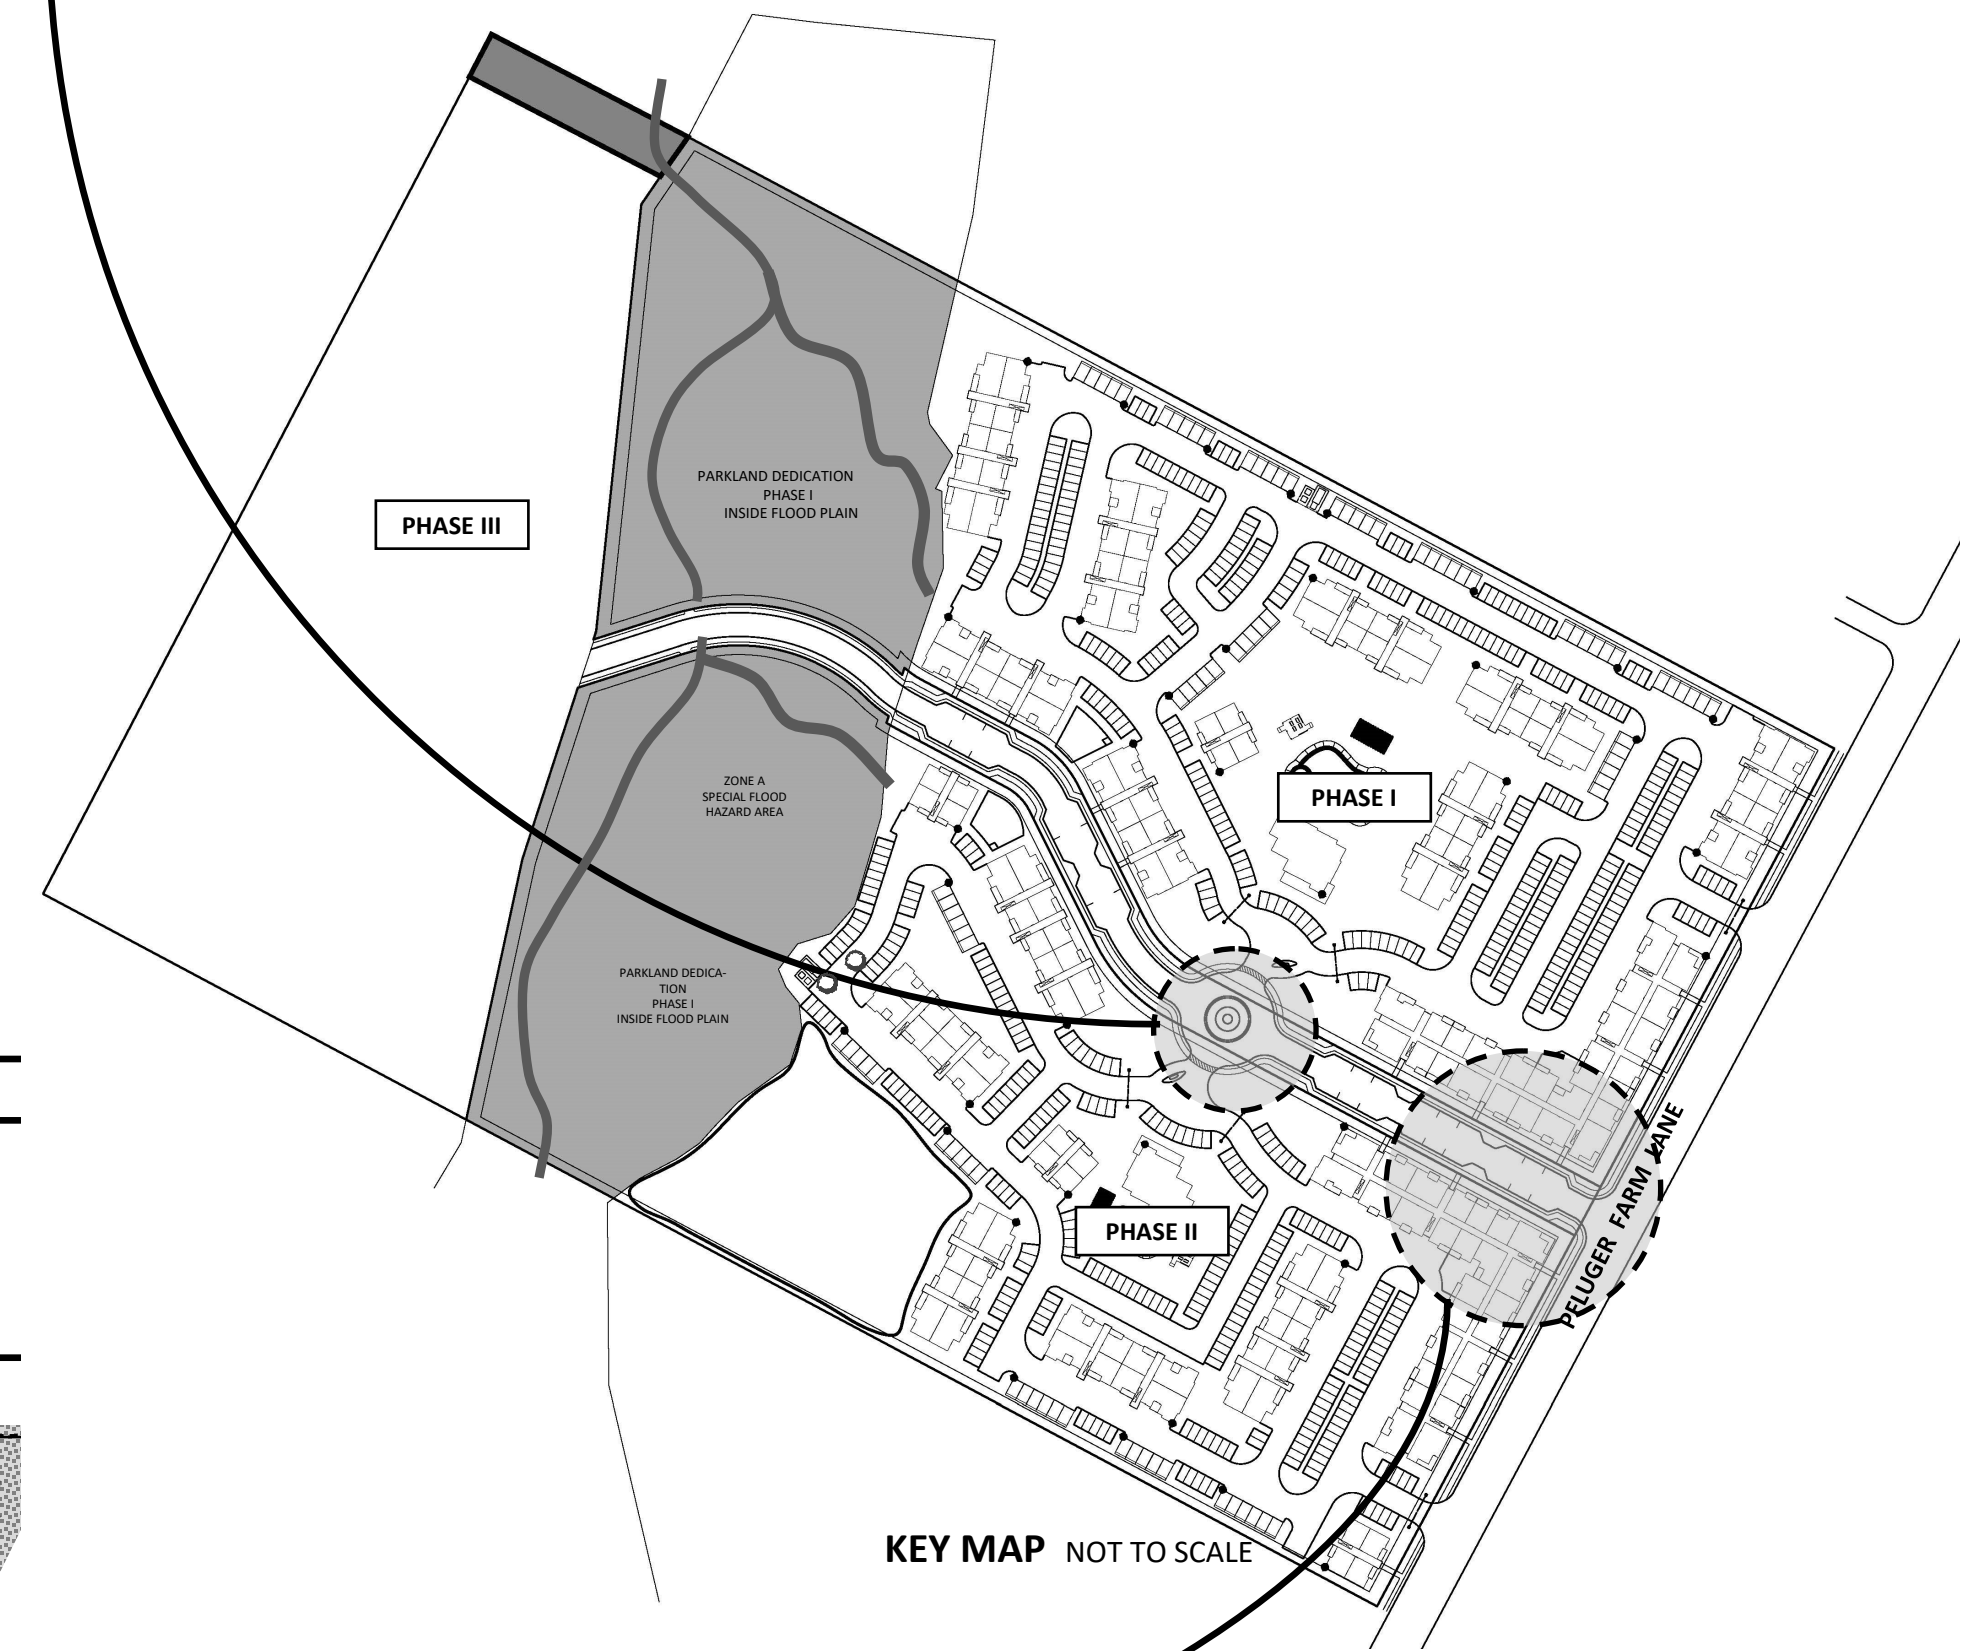 PARKLAND DEDICATION
PHASE I
INSIDE FLOOD PLAIN
PHASE III
ZONE A
SPECIAL FLOOD
HAZARD AREA
PHASE I
PARKLAND DEDICA-
TION
PHASE I
INSIDE FLOOD PLAIN
PHASE II
PFLUGER FARM LANE
KEY MAP NOT TO SCALE